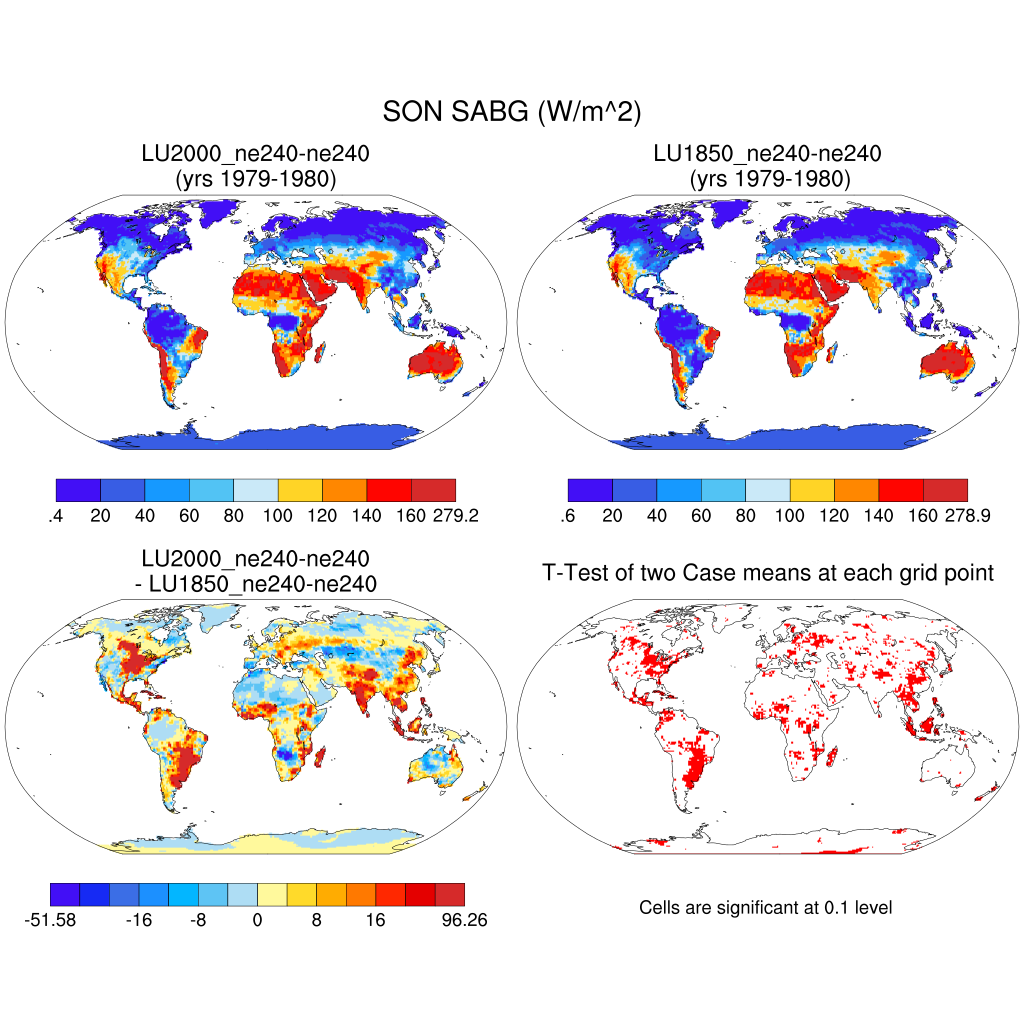 SON SABG (W/m^2)
LU2000_ne240-ne240
(yrs 1979-1980)
LU1850_ne240-ne240
(yrs 1979-1980)
.4 20 40 60 80 100 120 140 160 279.2
.6 20 40 60 80 100 120 140 160 278.9
LU2000_ne240-ne240
- LU1850_ne240-ne240
T-Test of two Case means at each grid point
-51.58 -16 -8 0 8 16 96.26
Cells are significant at 0.1 level